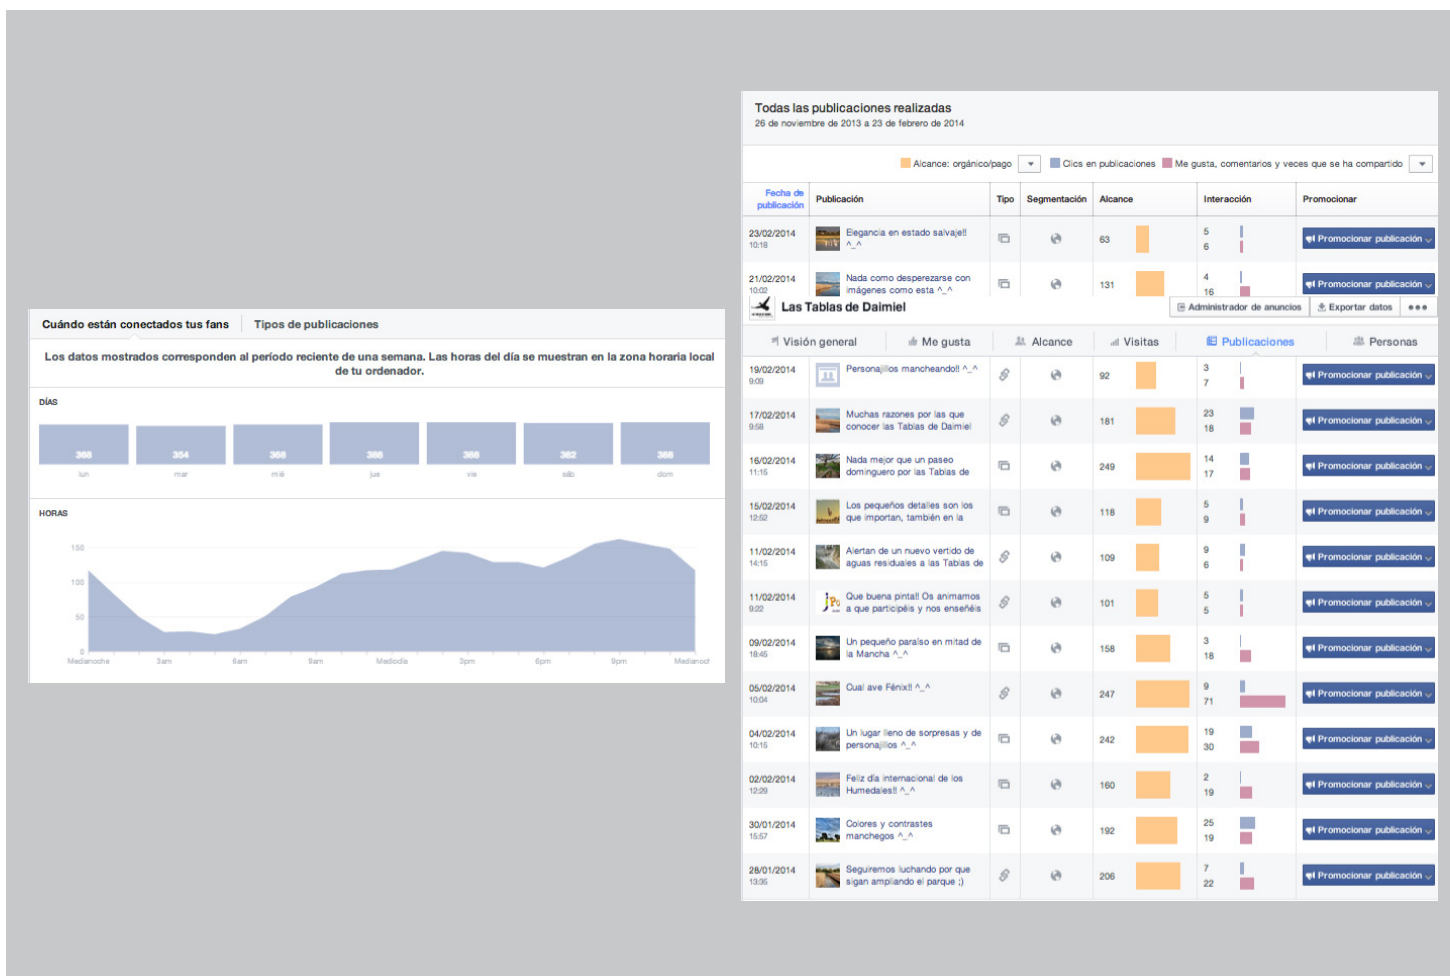 Cuándo están conectados tus fans
Tipos de publicaciones
Los datos mostrados corresponden al período reciente de una semana. Las horas del día se muestran en la zona horaria local
de tu ordenador.
DÍAS
368 354 368 388 388 382 388
lun mar mié jue vie sáb dom
HORAS
150
100
50
0
Medianoche 3am 6am 9am Mediodía 3pm 6pm 9pm Medianoch
Todas las publicaciones realizadas
26 de noviembre de 2013 a 23 de febrero de 2014
Alcance: orgánico/pago Clics en publicaciones Me gusta, comentarios y veces que se ha compartido
Fecha de
publicación
Publicación Tipo Segmentación Alcance Interacción Promocionar
23/02/2014 Elegancia en estado salvaje!! 63 5 Promocionar publicación
10:18 ^_^ 6
21/02/2014 Nada como desperezarse con 131 4 Promocionar publicación
10:02 imágenes como esta ^_^ 16
Las Tablas de Daimiel
Administrador de anuncios Exportar datos
Visión general Me gusta Alcance Visitas Publicaciones Personas
19/02/2014 Personajillos mancheando!! ^_^ 92 3 Promocionar publicación
9:09 7
17/02/2014 Muchas razones por las que 181 23 Promocionar publicación
9:58 conocer las Tablas de Daimiel 18
16/02/2014 Nada mejor que un paseo 249 14 Promocionar publicación
11:15 dominguero por las Tablas de 17
15/02/2014 Los pequeños detalles son los 118 5 Promocionar publicación
12:52 que importan, también en la 9
11/02/2014 Alertan de un nuevo vertido de 109 9 Promocionar publicación
14:15 aguas residuales a las Tablas de 6
11/02/2014 Que buena pinta!! Os animamos 101 5 Promocionar publicación
9:22 a que participéis y nos enseñéis 5
09/02/2014 Un pequeño paraíso en mitad de 158 3 Promocionar publicación
18:45 la Mancha ^_^ 18
05/02/2014 Cual ave Fénix!! ^_^ 247 9 Promocionar publicación
10:04 71
04/02/2014 Un lugar lleno de sorpresas y de 242 19 Promocionar publicación
10:15 personajillos ^_^ 30
02/02/2014 Feliz día internacional de los 160 2 Promocionar publicación
12:29 Humedales!! ^_^ 19
30/01/2014 Colores y contrastes 192 25 Promocionar publicación
15:57 manchegos ^_^ 19
28/01/2014 Seguiremos luchando por que 206 7 Promocionar publicación
13:35 sigan ampliando el parque ;) 22